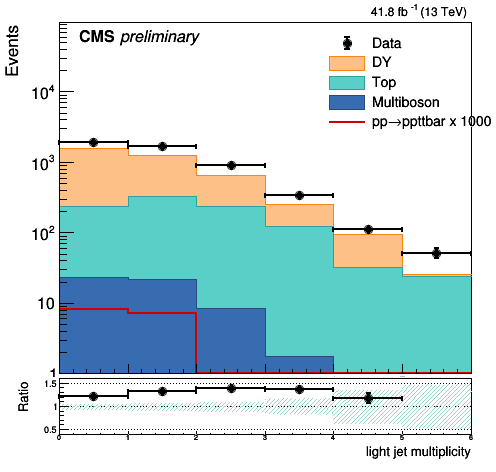 41.8 fb⁻¹ (13 TeV)
CMS preliminary
Events
Data
DY
Top
Multiboson
pp→ppttbar x 1000
10⁴
10³
10²
10
1
Ratio
1.5
1
0.5
0 1 2 3 4 5 6
light jet multiplicity